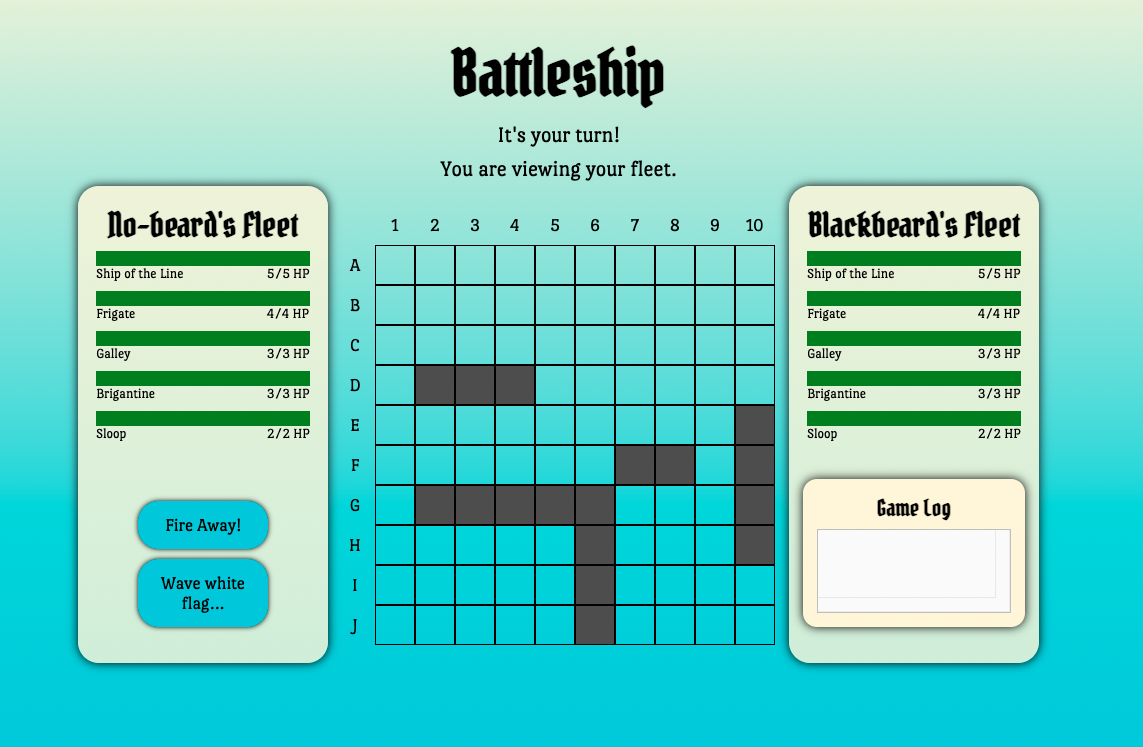 Battleship
It's your turn!
You are viewing your fleet.
No-beard's Fleet
Ship of the Line 5/5 HP
Frigate 4/4 HP
Galley 3/3 HP
Brigantine 3/3 HP
Sloop 2/2 HP
Fire Away!
Wave white
flag...
1 2 3 4 5 6 7 8 9 10
A
B
C
D
E
F
G
H
I
J
Blackbeard's Fleet
Ship of the Line 5/5 HP
Frigate 4/4 HP
Galley 3/3 HP
Brigantine 3/3 HP
Sloop 2/2 HP
Game Log